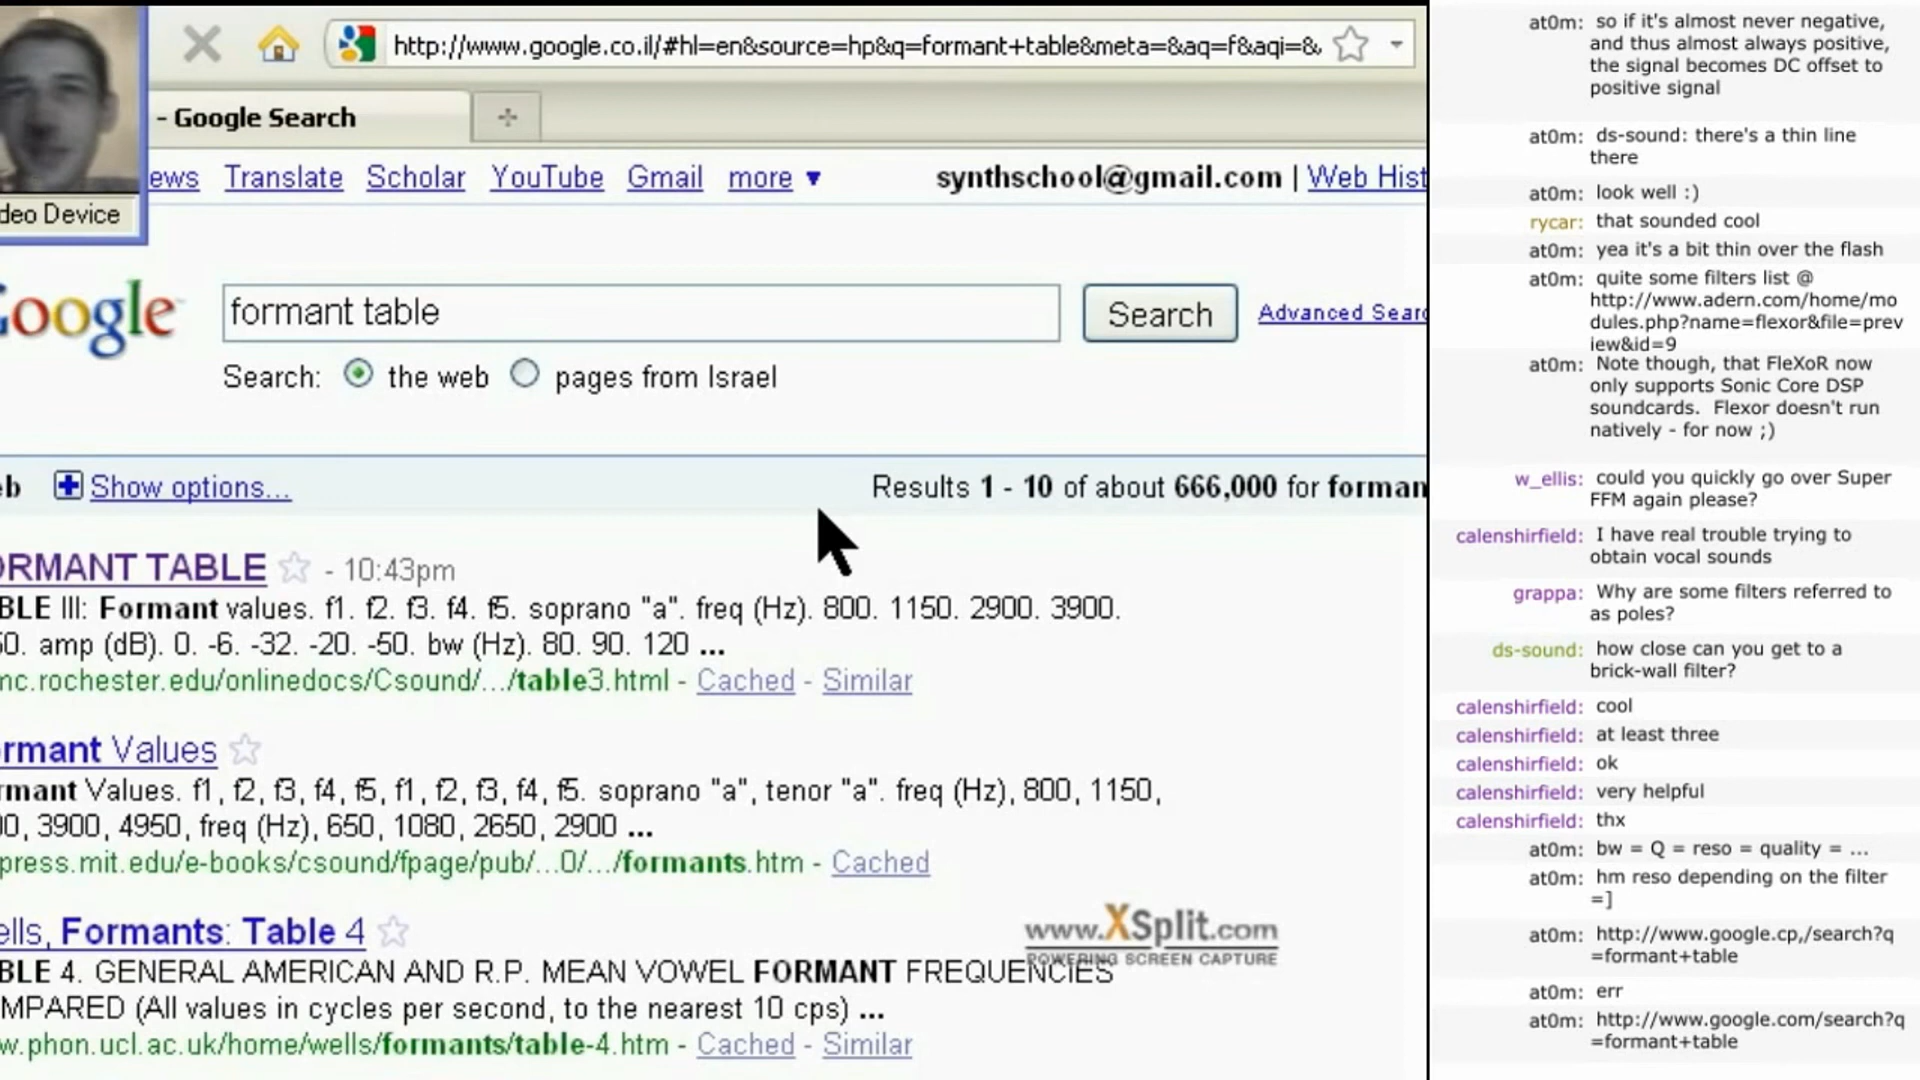 http://www.google.co.il/#hl=en&source=hp&q=formant+table&meta=&aq=f&aqi=&
- Google Search
ews Translate Scholar YouTube Gmail more ▼ synthschool@gmail.com | Web Hist
deo Device
Google
formant table
Search
Advanced Sear
Search: the web pages from Israel
eb Show options... Results 1 - 10 of about 666,000 for forman
ORMANT TABLE - 10:43pm
BLE III: Formant values. f1. f2. f3. f4. f5. soprano "a". freq (Hz). 800. 1150. 2900. 3900.
50. amp (dB). 0. -6. -32. -20. -50. bw (Hz). 80. 90. 120 ...
mc.rochester.edu/onlinedocs/Csound/.../table3.html - Cached - Similar
ormant Values
rmant Values. f1, f2, f3, f4, f5, f1, f2, f3, f4, f5. soprano "a", tenor "a". freq (Hz), 800, 1150,
00, 3900, 4950, freq (Hz), 650, 1080, 2650, 2900 ...
press.mit.edu/e-books/csound/fpage/pub/...0/.../formants.htm - Cached
ells, Formants: Table 4
BLE 4. GENERAL AMERICAN AND R.P. MEAN VOWEL FORMANT FREQUENCIES
MPARED (All values in cycles per second, to the nearest 10 cps) ...
w.phon.ucl.ac.uk/home/wells/formants/table-4.htm - Cached - Similar
www.XSplit.com
POWERING SCREEN CAPTURE
at0m: so if it's almost never negative,
and thus almost always positive,
the signal becomes DC offset to
positive signal
at0m: ds-sound: there's a thin line
there
at0m: look well :)
rycar: that sounded cool
at0m: yea it's a bit thin over the flash
at0m: quite some filters list @
http://www.adern.com/home/mo
dules.php?name=flexor&file=prev
iew&id=9
at0m: Note though, that FleXoR now
only supports Sonic Core DSP
soundcards. Flexor doesn't run
natively - for now ;)
w_ellis: could you quickly go over Super
FFM again please?
calenshirfield: I have real trouble trying to
obtain vocal sounds
grappa: Why are some filters referred to
as poles?
ds-sound: how close can you get to a
brick-wall filter?
calenshirfield: cool
calenshirfield: at least three
calenshirfield: ok
calenshirfield: very helpful
calenshirfield: thx
at0m: bw = Q = reso = quality = ...
at0m: hm reso depending on the filter
=]
at0m: http://www.google.cp,/search?q
=formant+table
at0m: err
at0m: http://www.google.com/search?q
=formant+table